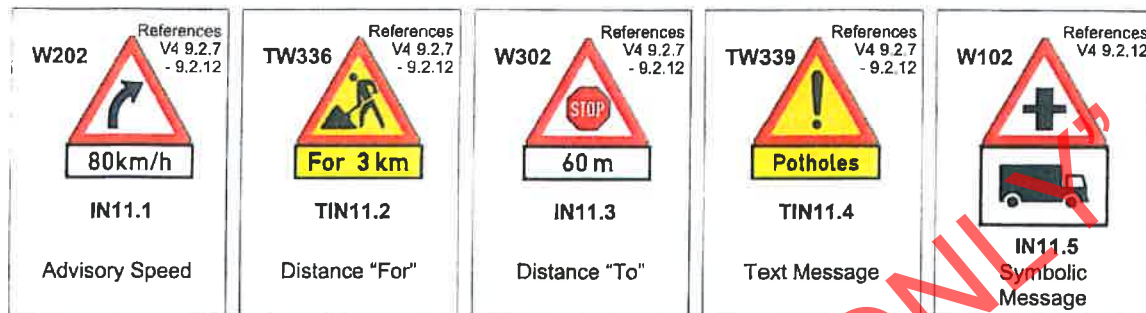 W202
References
V4 9.2.7
- 9.2.12
80km/h
IN11.1
Advisory Speed
TW336
References
V4 9.2.7
- 9.2.12
For 3 km
TIN11.2
Distance "For"
W302
References
V4 9.2.7
- 9.2.12
STOP
60 m
IN11.3
Distance "To"
TW339
References
V4 9.2.7
- 9.2.12
Potholes
TIN11.4
Text Message
W102
References
V4 9.2.12
IN11.5
Symbolic
Message
ONLY"